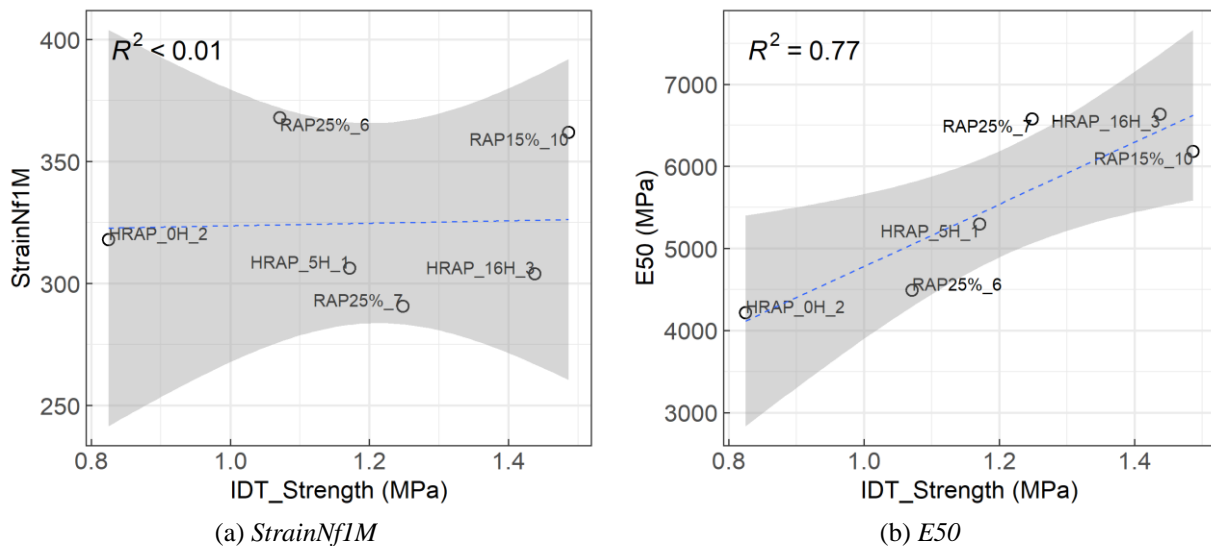 R² < 0.01
400
350
300
250
StrainNf1M
RAP25%_6
RAP15%_10
HRAP_0H_2
HRAP_5H_1
HRAP_16H_3
RAP25%_7
0.8 1.0 1.2 1.4
IDT_Strength (MPa)
(a) StrainNf1M
R² = 0.77
7000
6000
5000
4000
3000
E50 (MPa)
RAP25%_7
HRAP_16H_3
RAP15%_10
HRAP_5H_1
RAP25%_6
HRAP_0H_2
0.8 1.0 1.2 1.4
IDT_Strength (MPa)
(b) E50